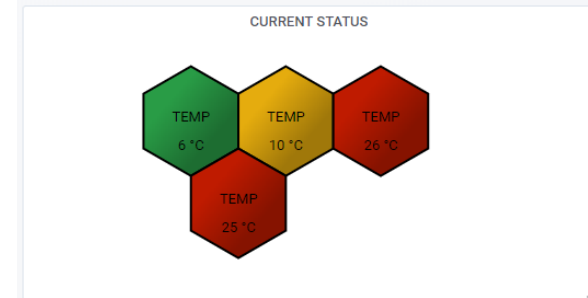 CURRENT STATUS
TEMP
6 °C
TEMP
10 °C
TEMP
26 °C
TEMP
25 °C